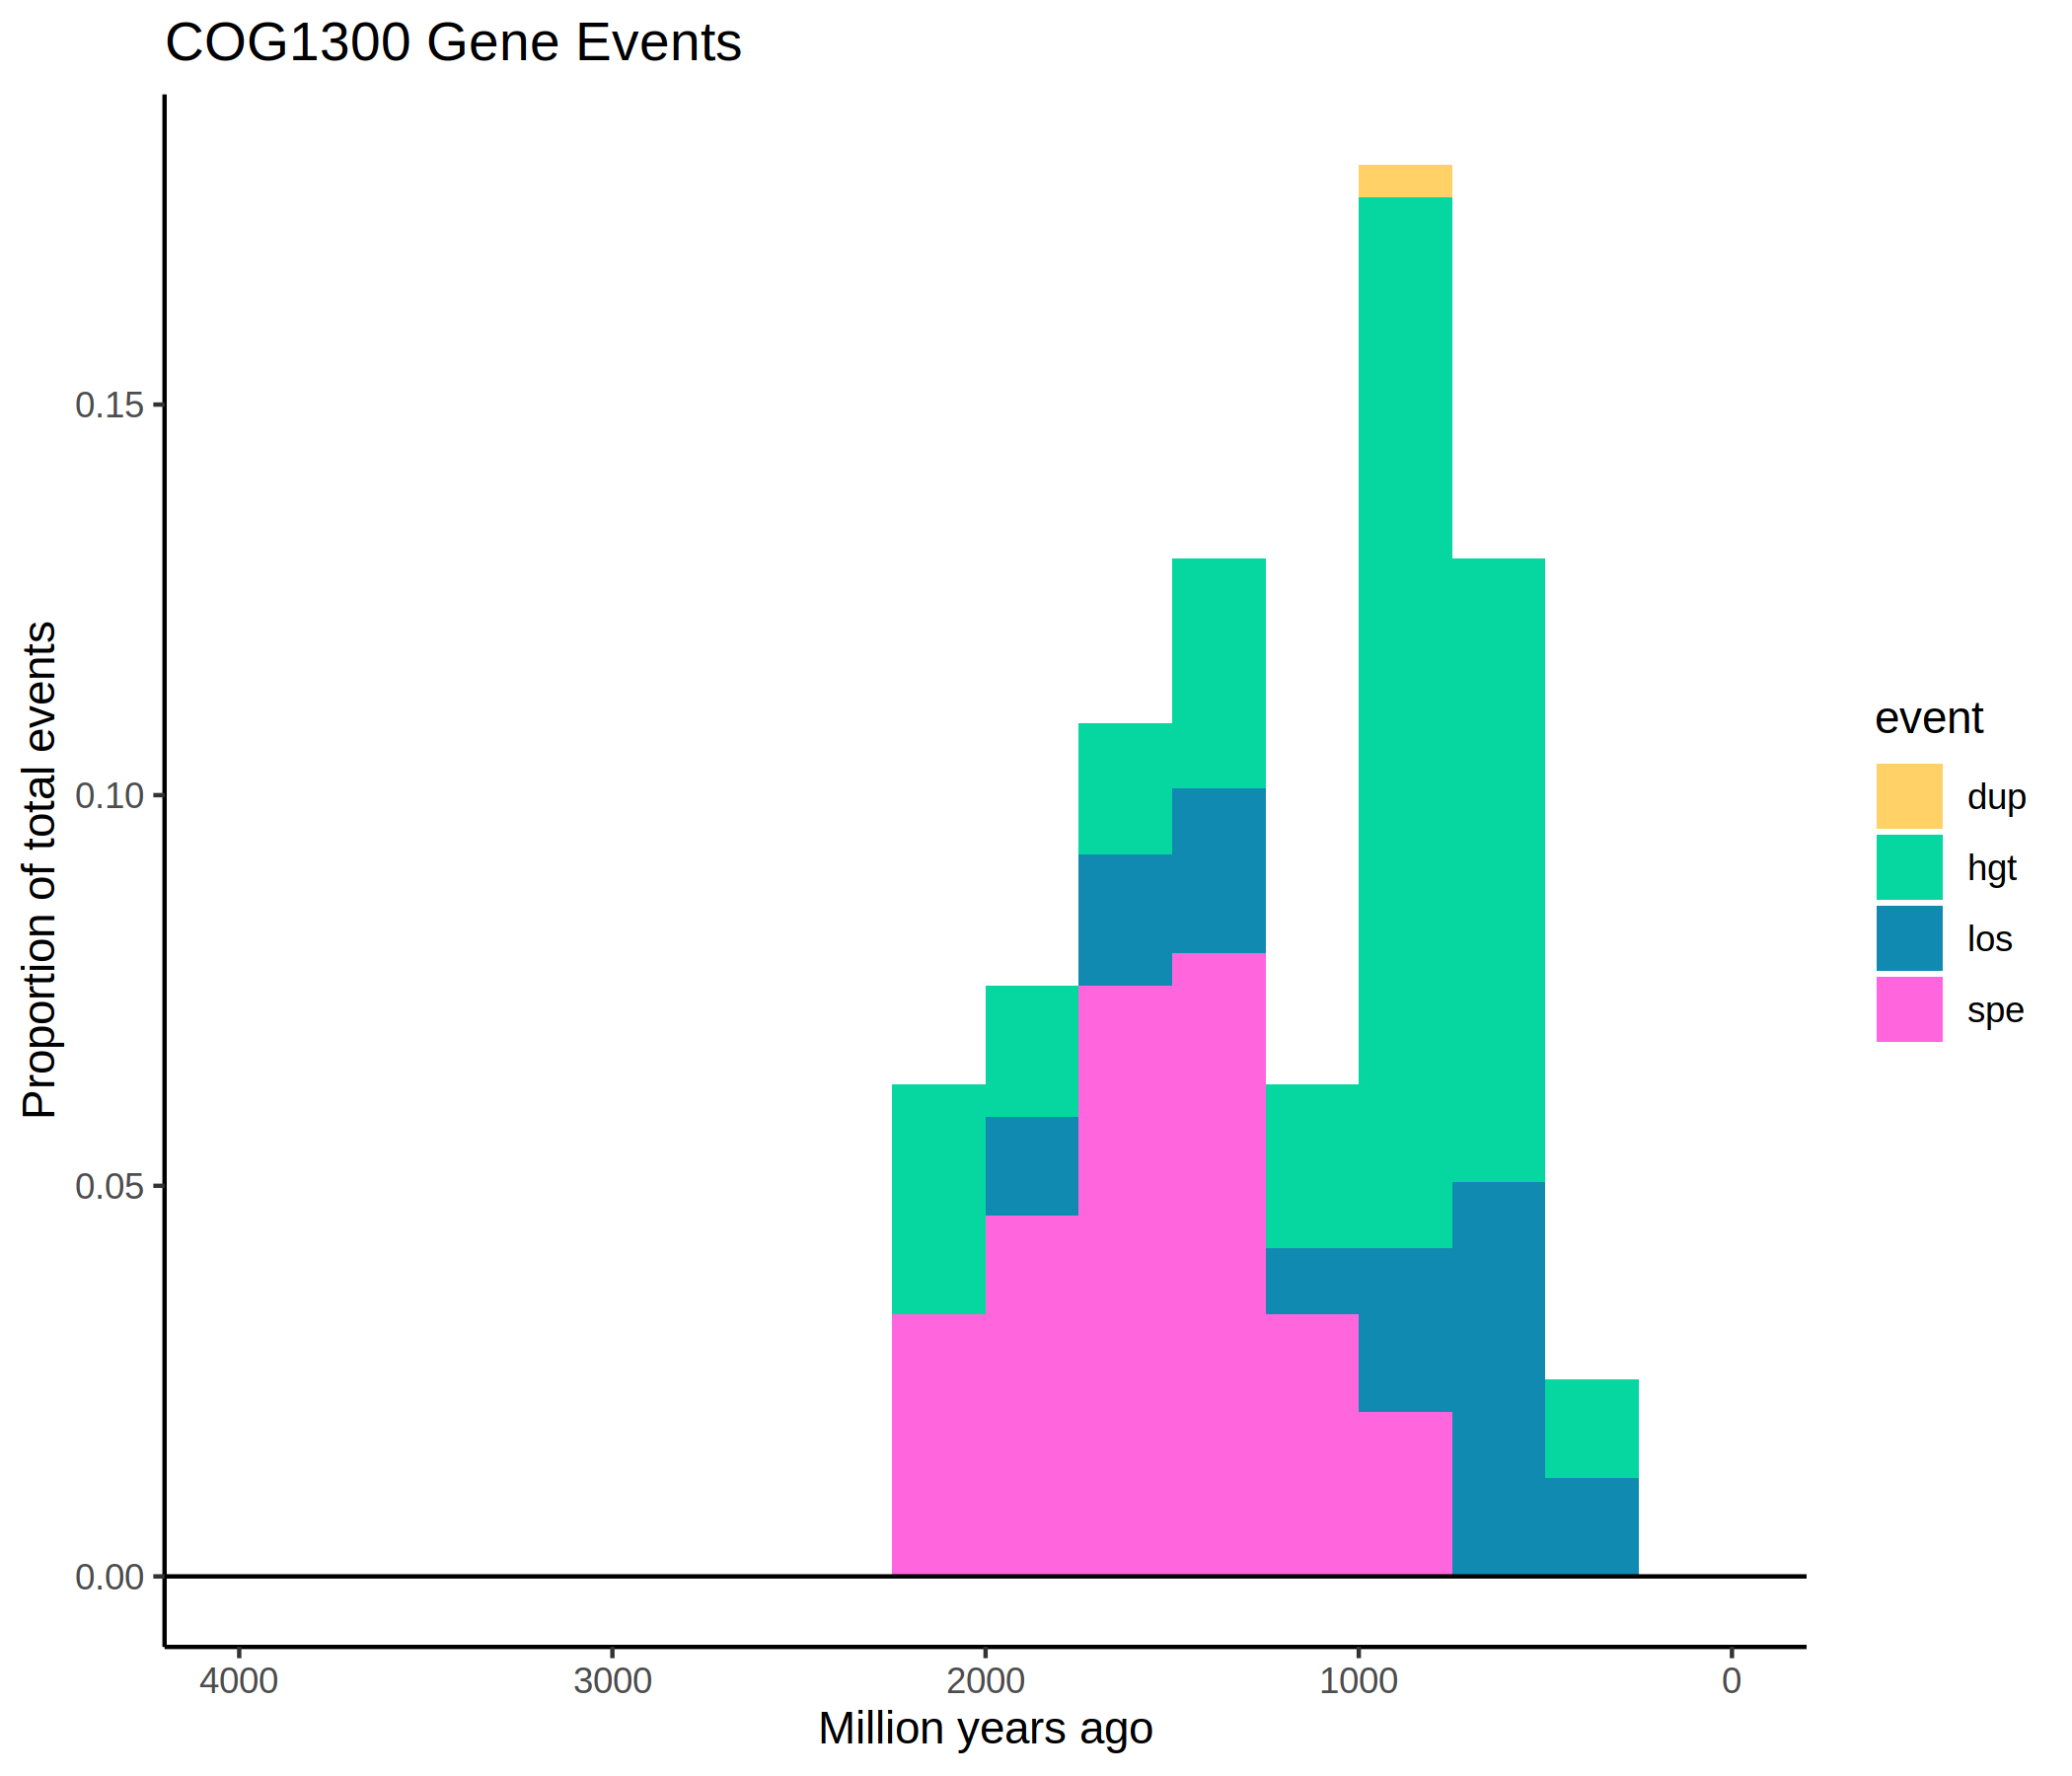 COG1300 Gene Events
Proportion of total events
0.15
0.10
0.05
0.00
4000 3000 2000 1000 0
Million years ago
event
dup
hgt
los
spe